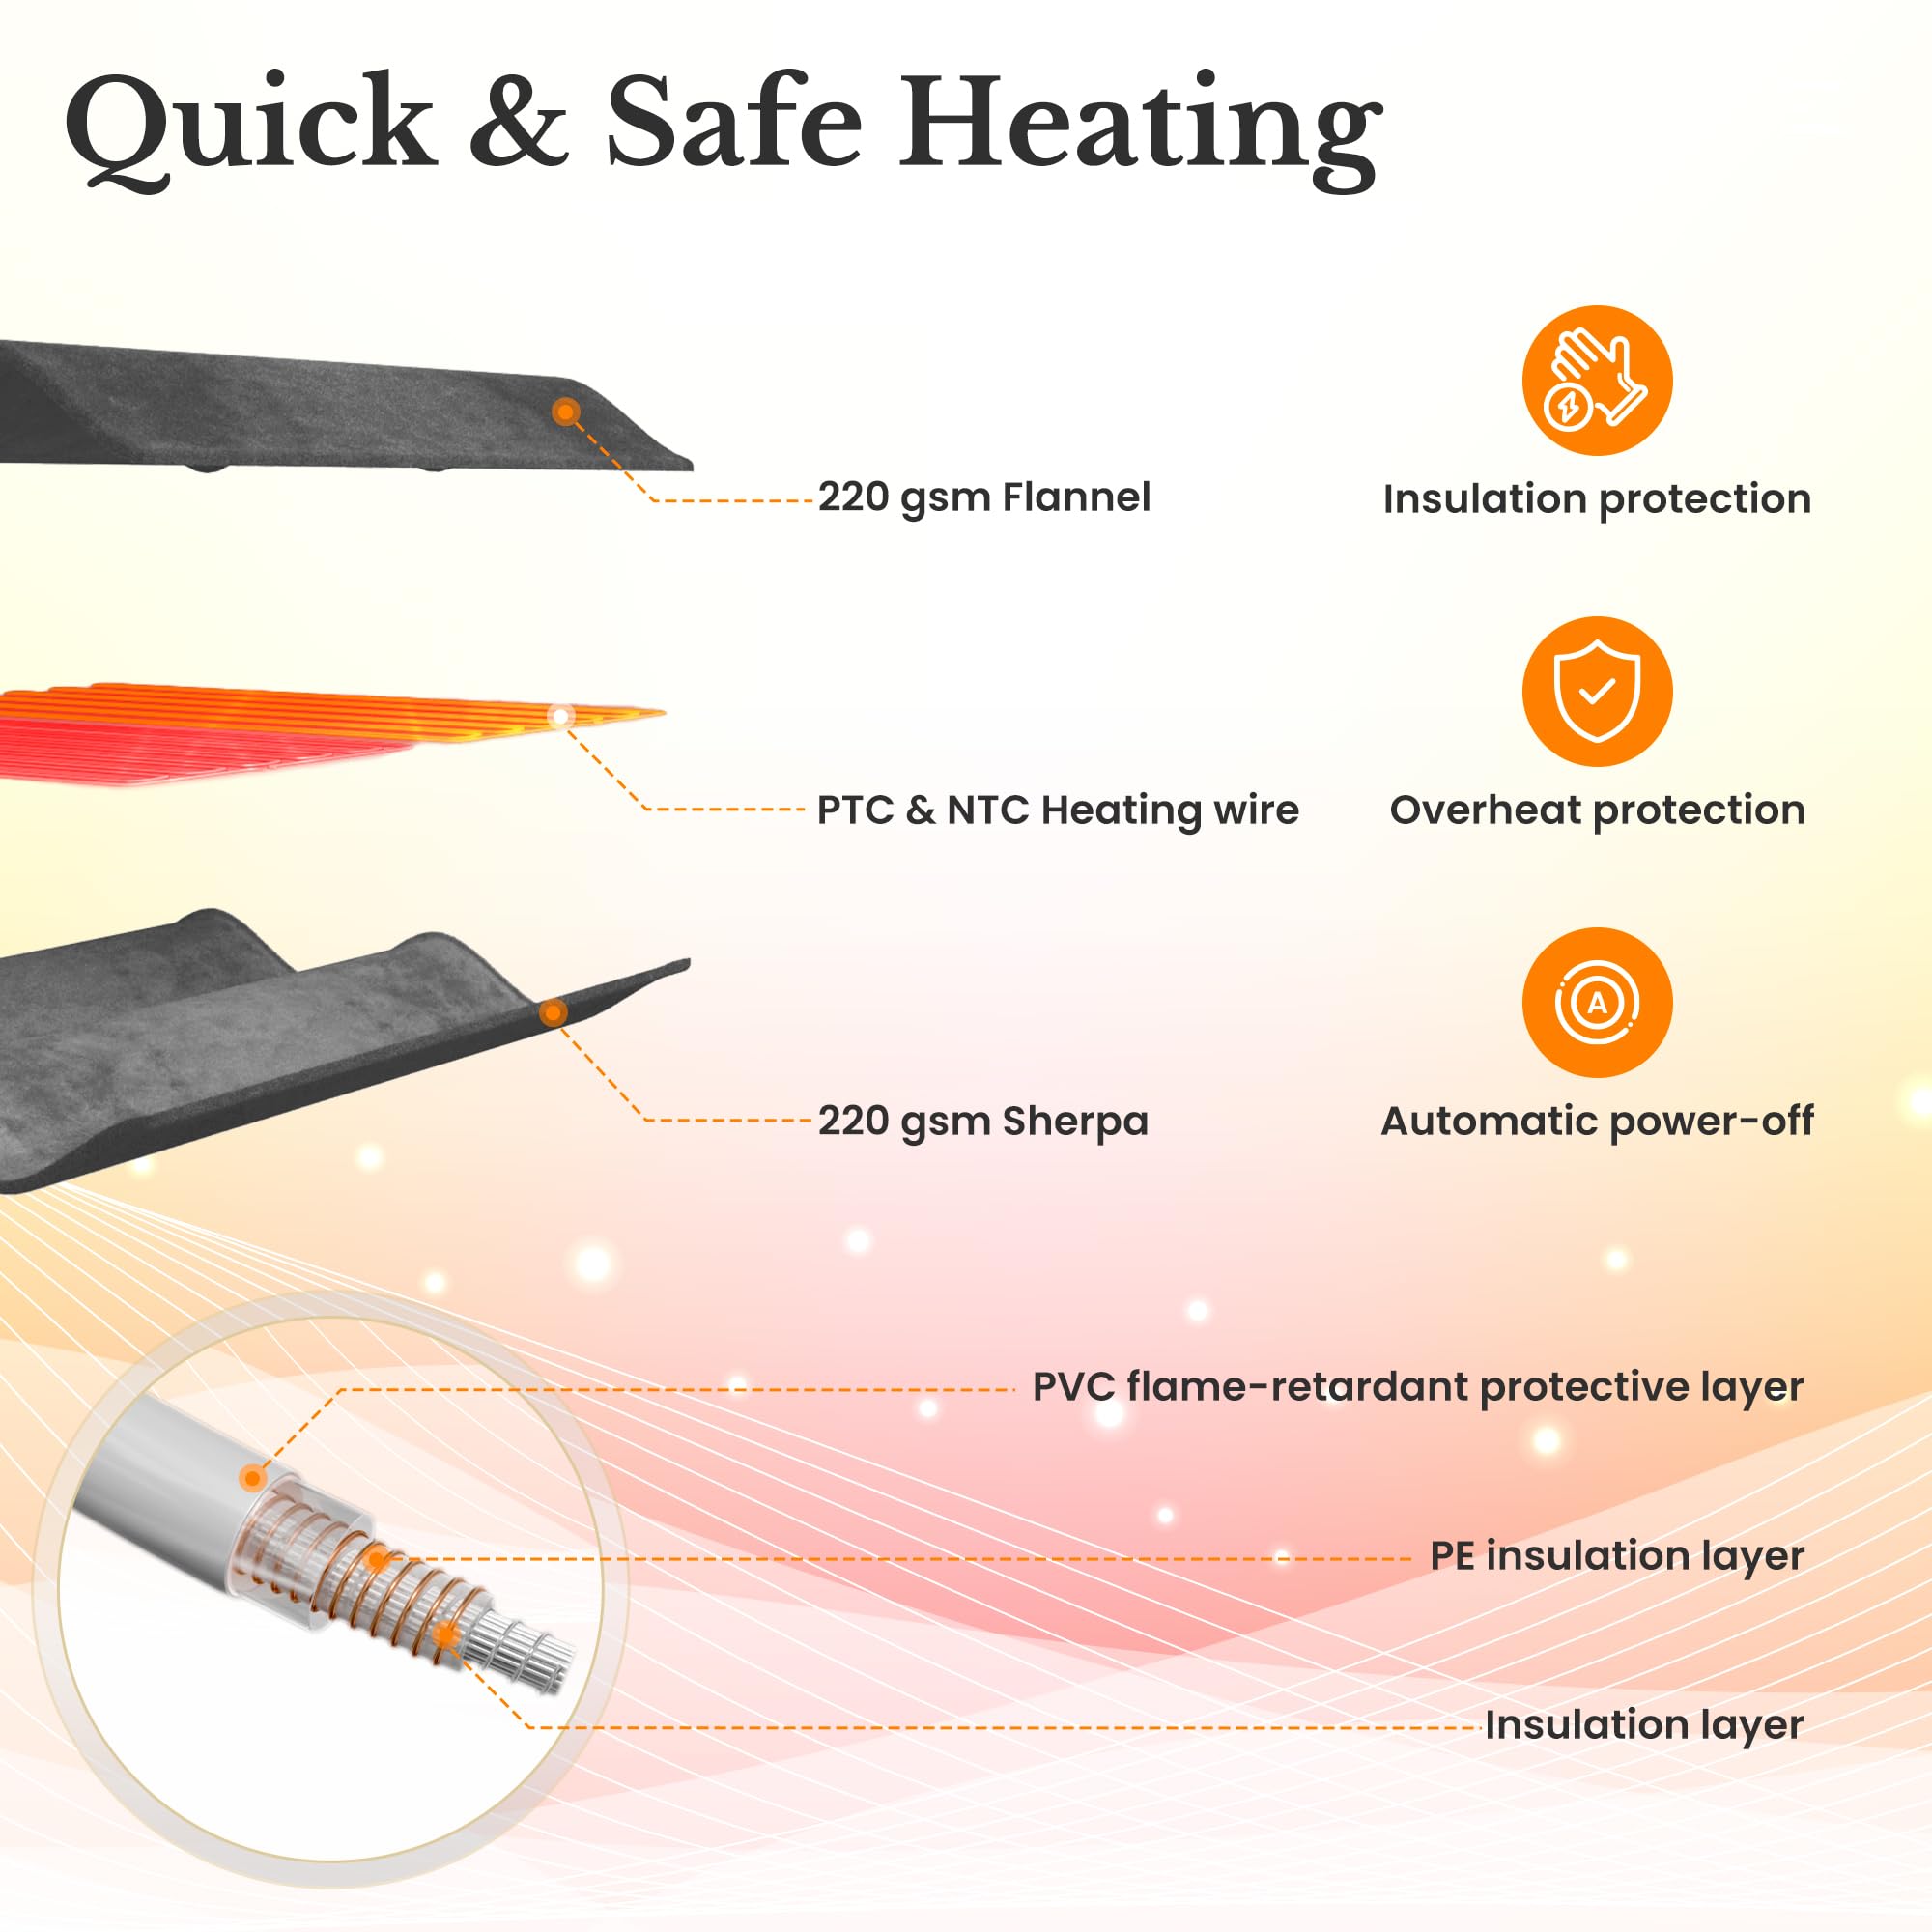 Quick & Safe Heating
220 gsm Flannel
Insulation protection
PTC & NTC Heating wire
Overheat protection
220 gsm Sherpa
A
Automatic power-off
PVC flame-retardant protective layer
PE insulation layer
Insulation layer